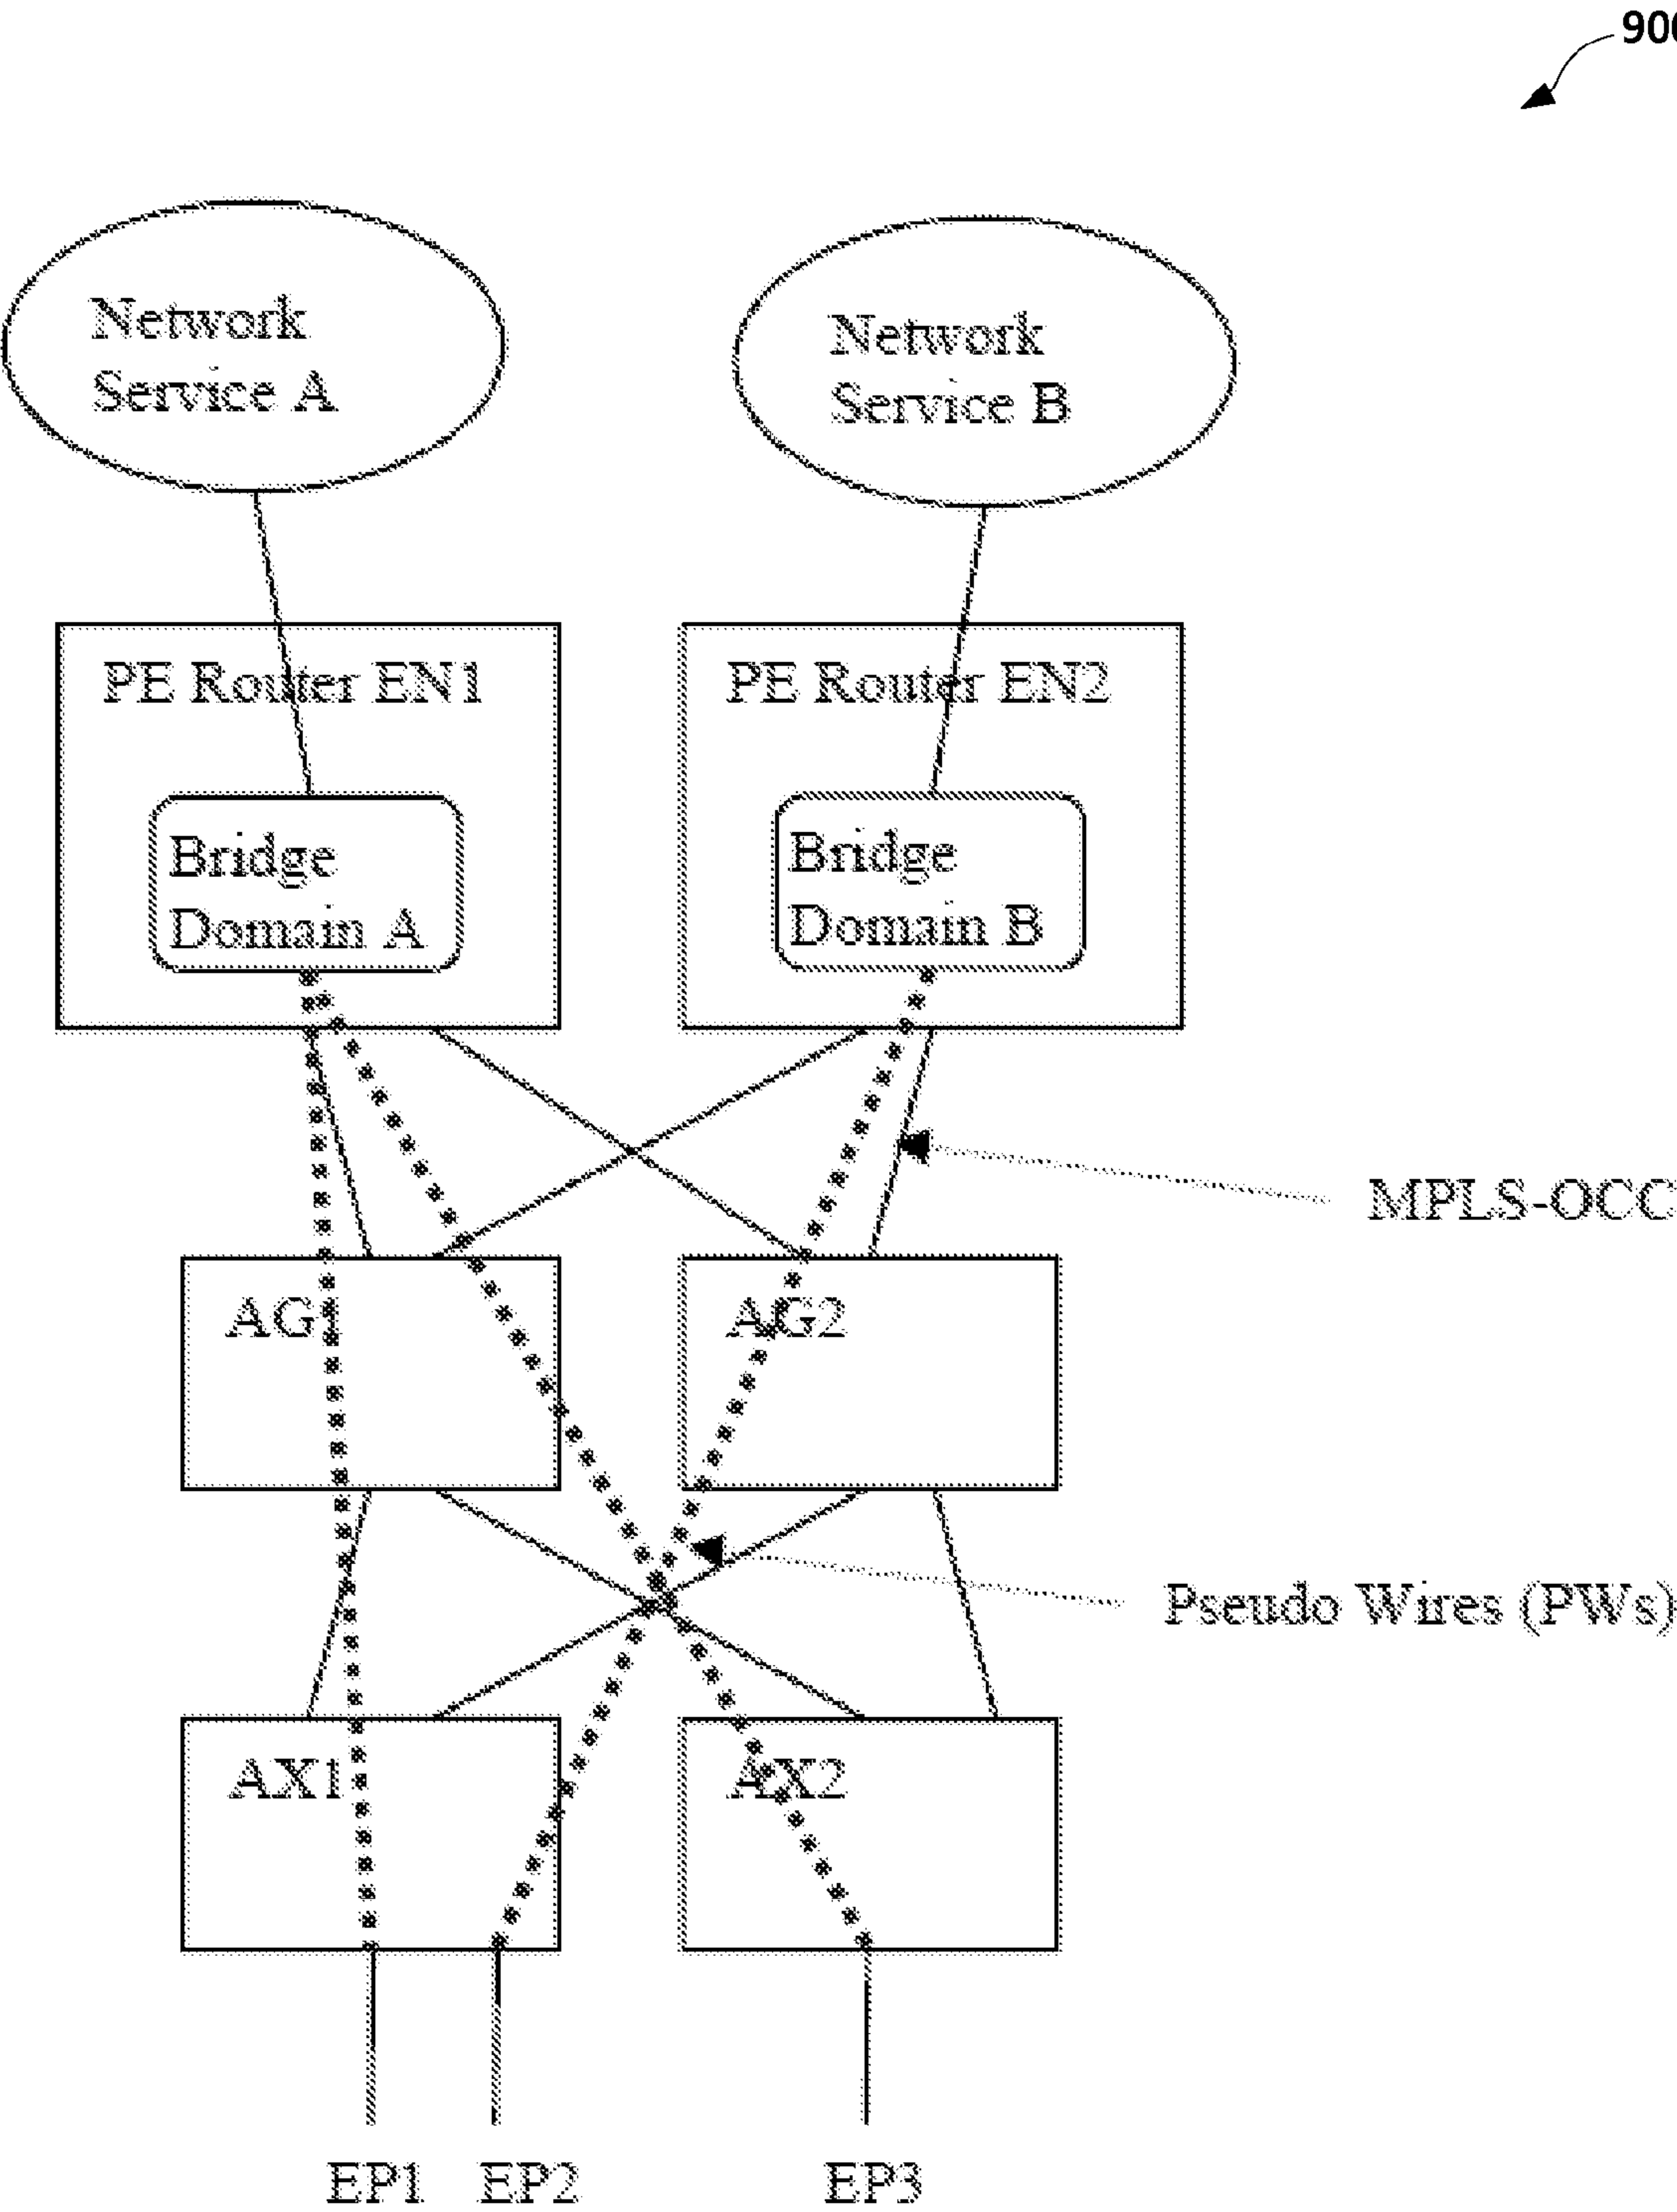 900
Network
Service A
Network
Service B
PE Router EN1
PE Router EN2
Bridge
Domain A
Bridge
Domain B
MPLS-OCC
AG1
AG2
Pseudo Wires (PWs)
AX1
AX2
EP1
EP2
EP3